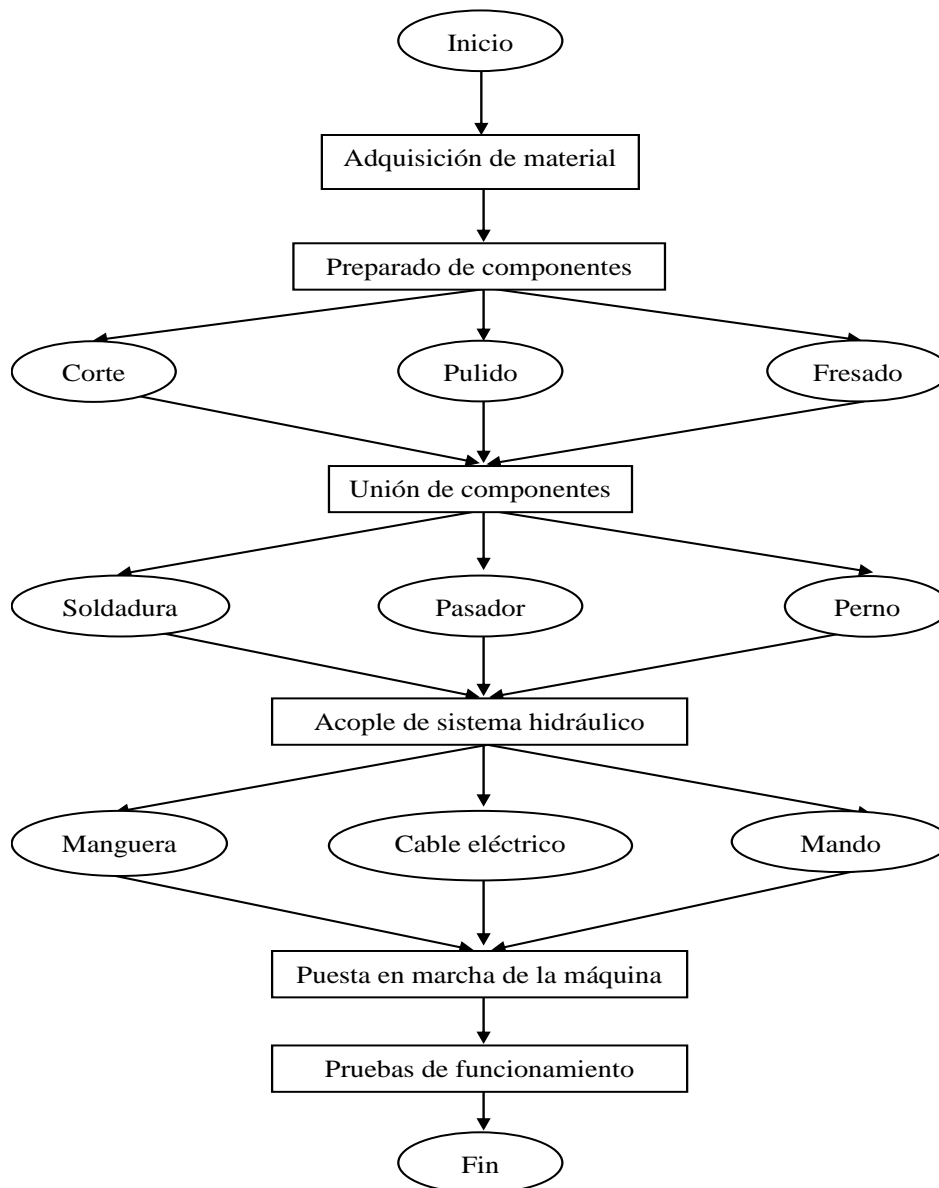 Inicio
Adquisición de material
Preparado de componentes
Corte
Pulido
Fresado
Unión de componentes
Soldadura
Pasador
Perno
Acople de sistema hidráulico
Manguera
Cable eléctrico
Mando
Puesta en marcha de la máquina
Pruebas de funcionamiento
Fin